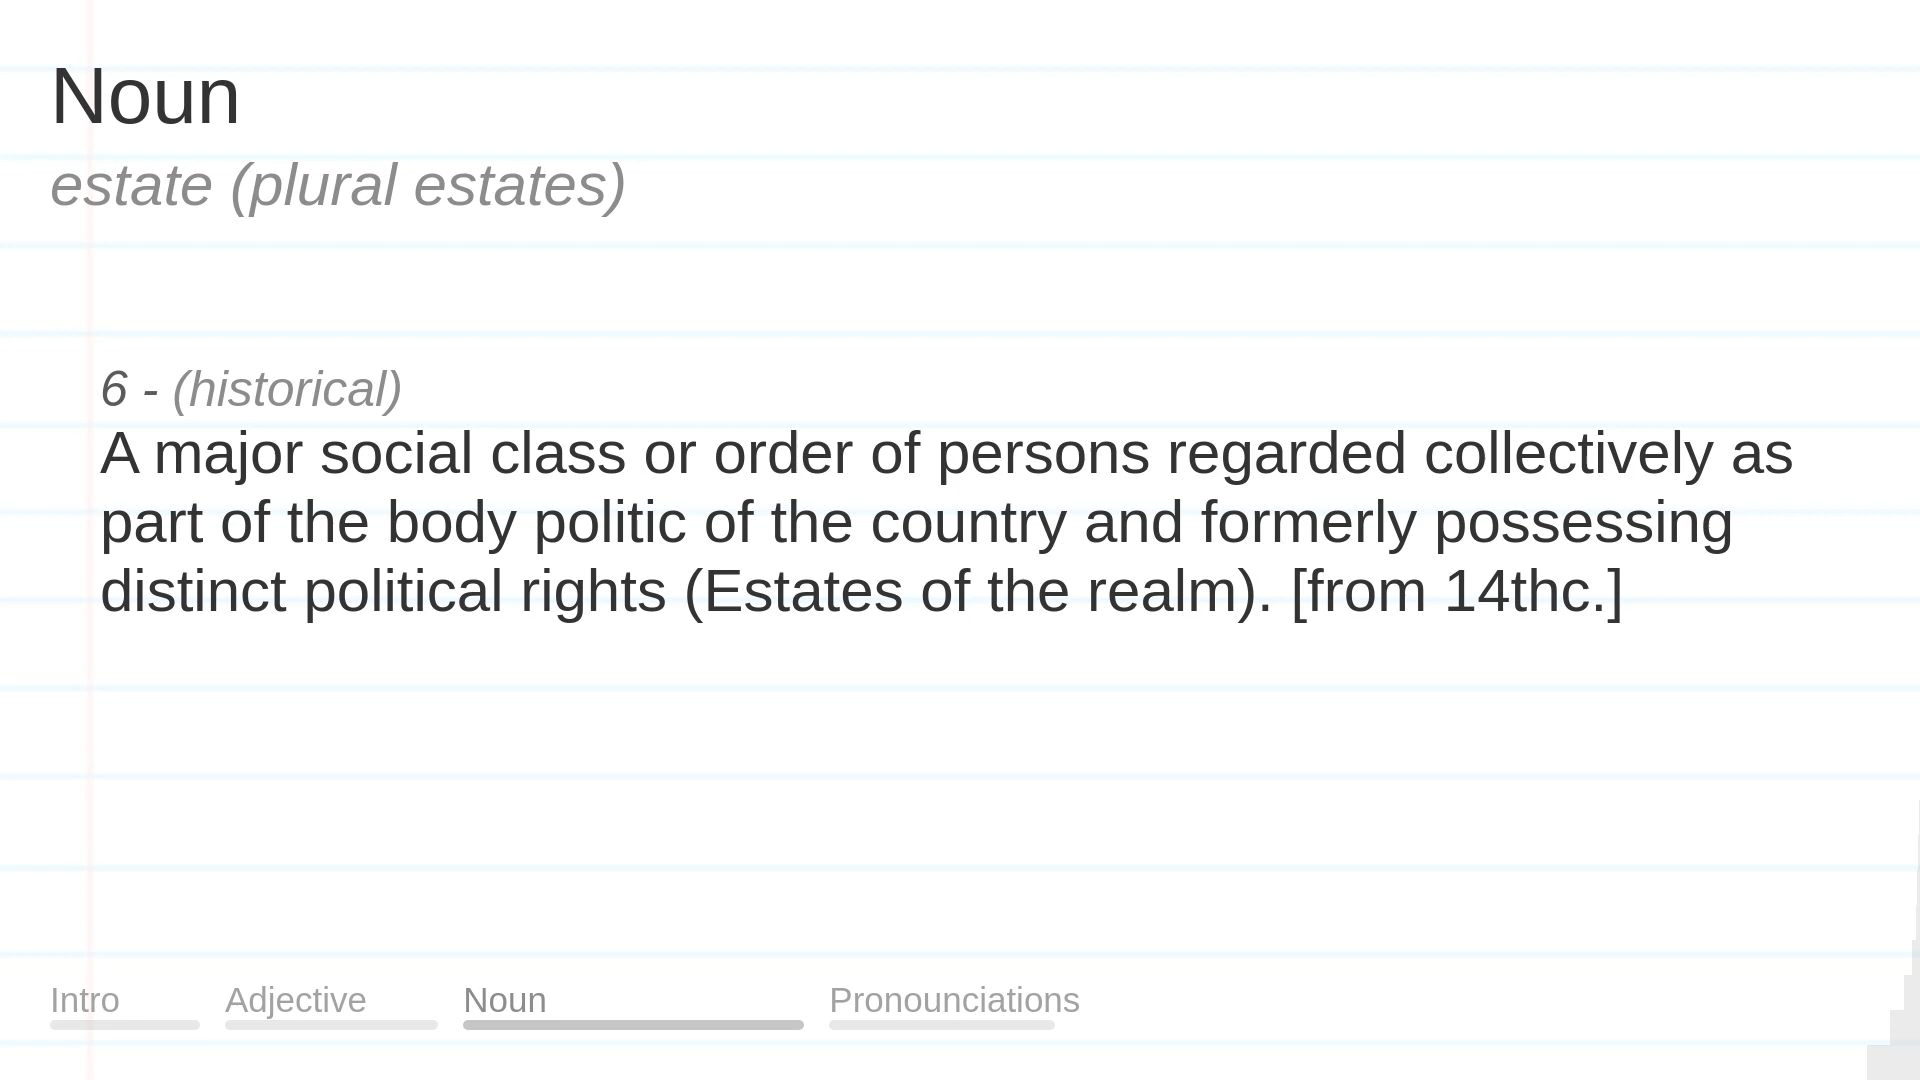 Noun
estate (plural estates)
6 - (historical)
A major social class or order of persons regarded collectively as
part of the body politic of the country and formerly possessing
distinct political rights (Estates of the realm). [from 14thc.]
Intro Adjective Noun Pronounciations